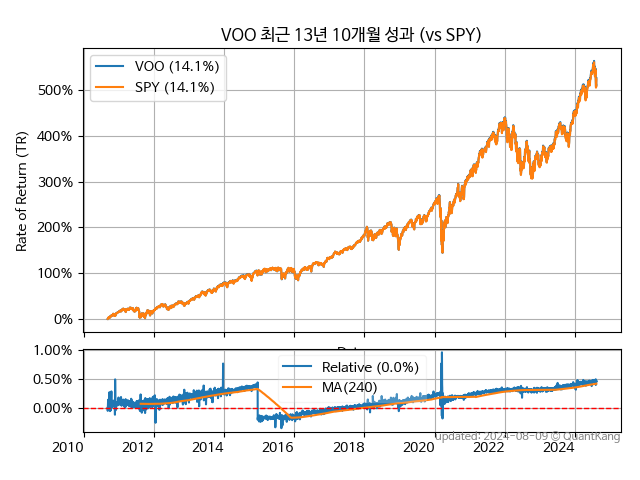 VOO 최근 13년 10개월 성과 (vs SPY)
VOO (14.1%)
SPY (14.1%)
Rate of Return (TR)
500%
400%
300%
200%
100%
0%
1.00%
0.50%
0.00%
Relative (0.0%)
MA(240)
2010 2012 2014 2016 2018 2020 2022 2024
Updated: 2024-08-09 © QuantKang